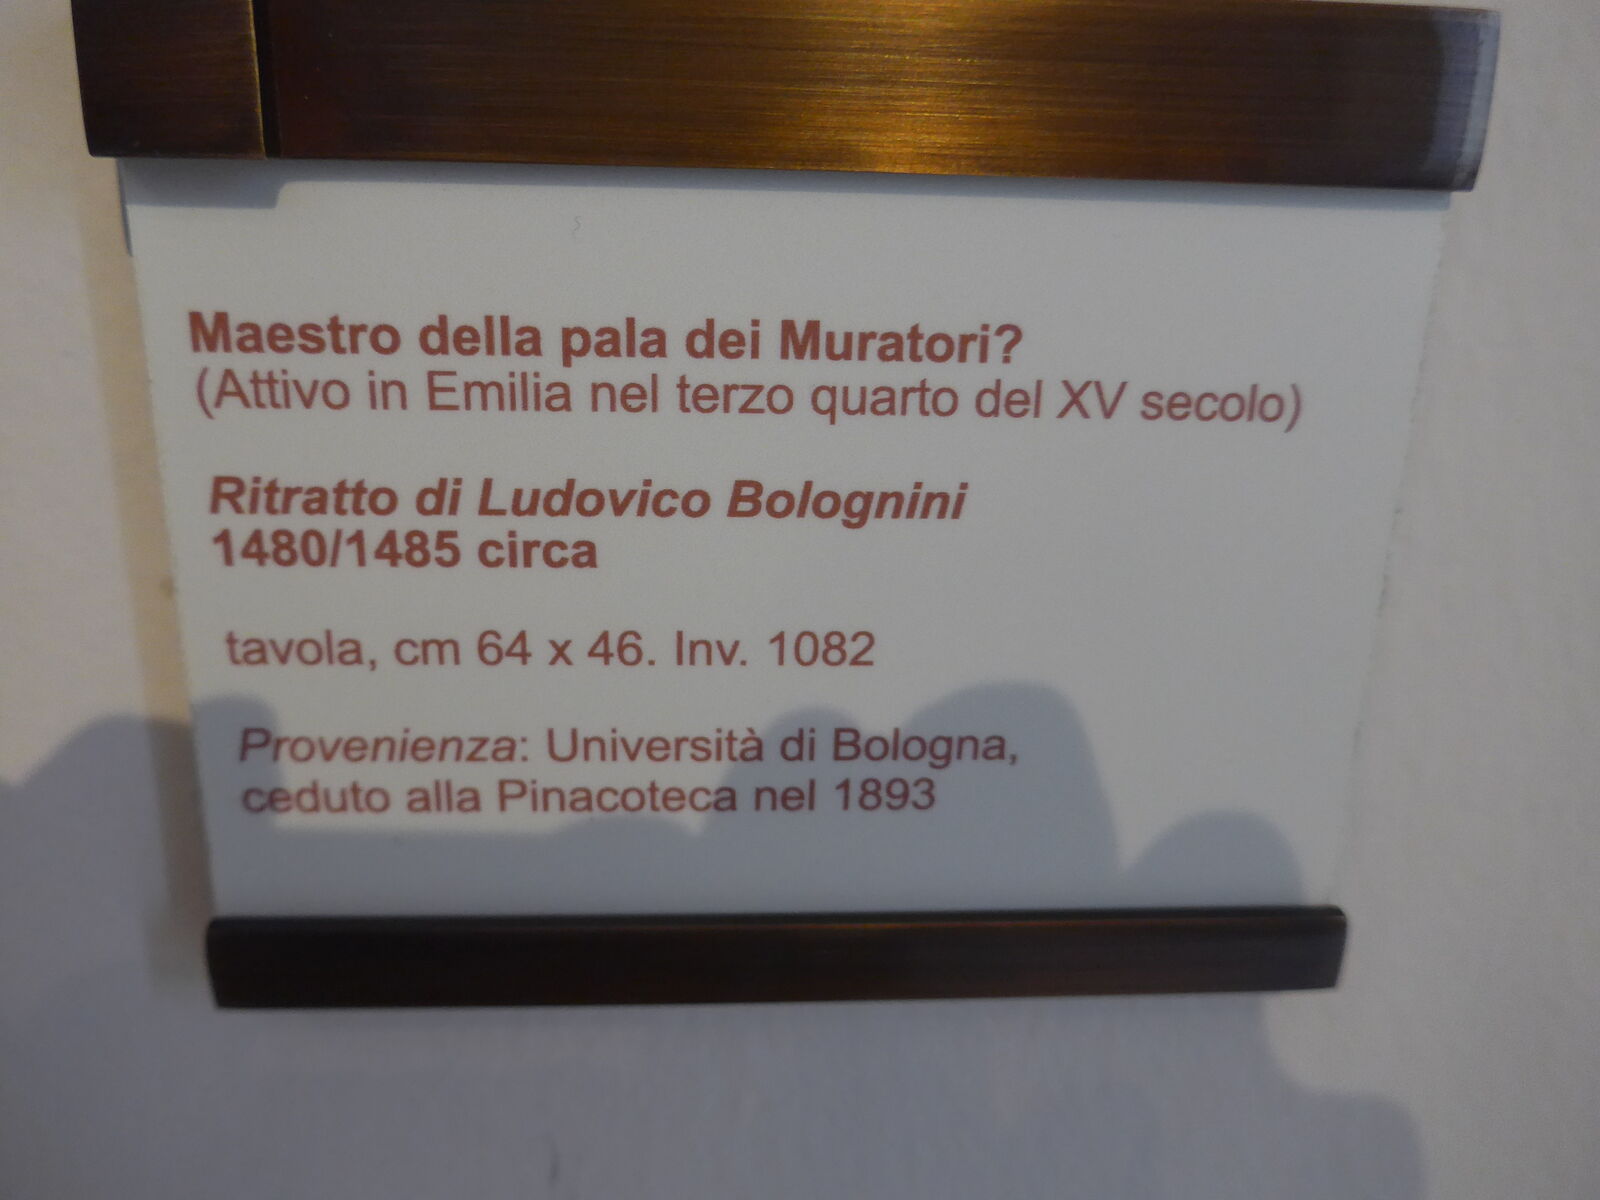 Maestro della pala dei Muratori?
(Attivo in Emilia nel terzo quarto del XV secolo)
Ritratto di Ludovico Bolognini
1480/1485 circa
tavola, cm 64 x 46. Inv. 1082
Provenienza: Università di Bologna,
ceduto alla Pinacoteca nel 1893